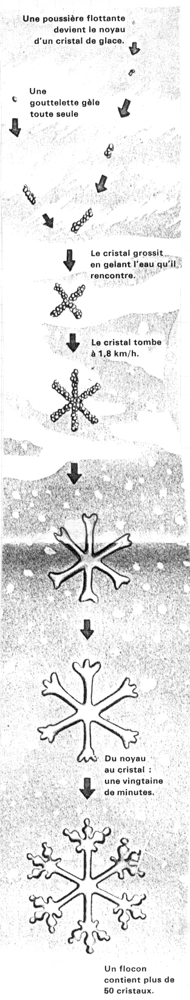 Une poussière flottante
devient le noyau
d'un cristal de glace.
Une
gouttelette gèle
toute seule
Le cristal grossit
en gelant l'eau qu'il
rencontre.
Le cristal tombe
à 1,8 km/h.
Du noyau
au cristal :
une vingtaine
de minutes.
Un flocon
contient plus de
50 cristaux.